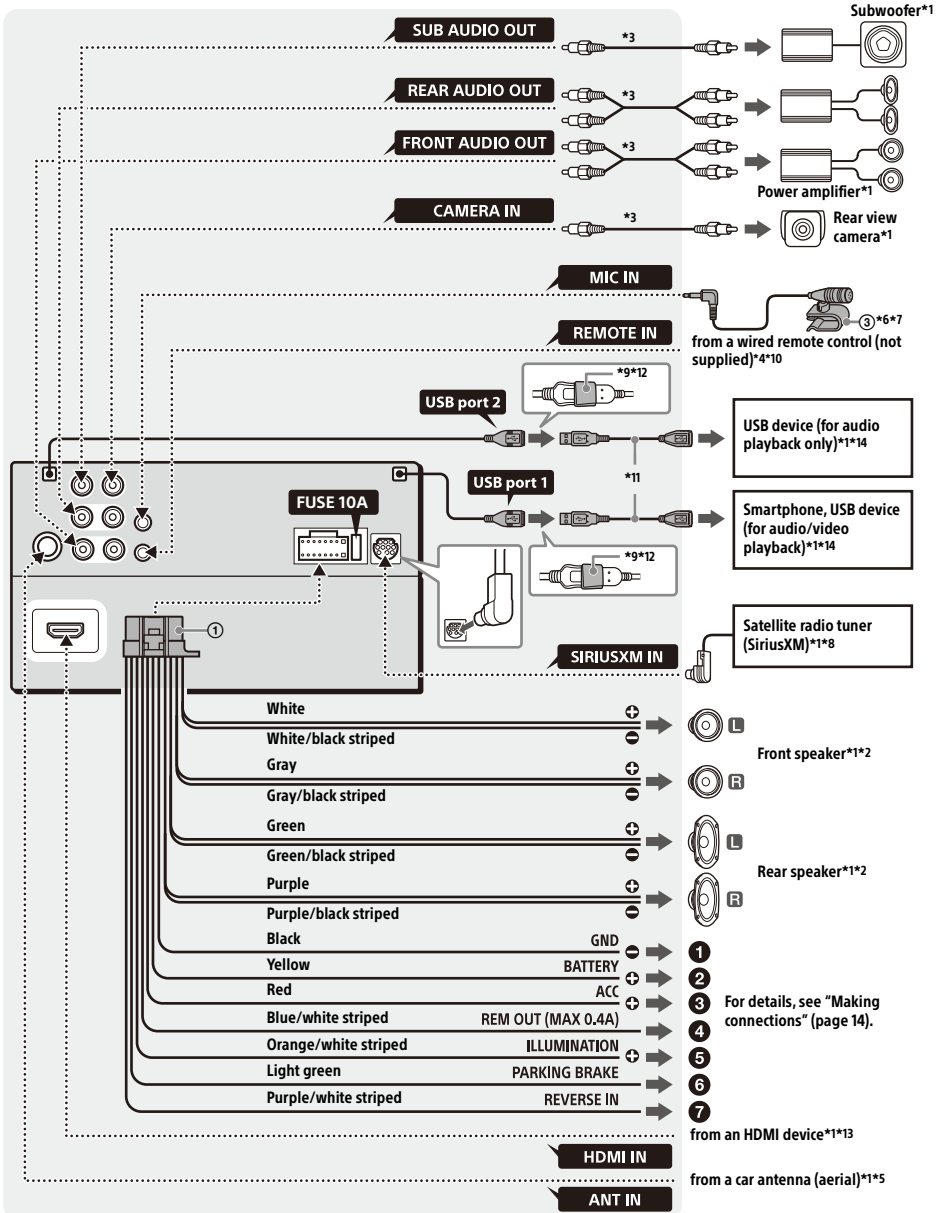 Subwoofer*1
SUB AUDIO OUT
*3
REAR AUDIO OUT
*3
FRONT AUDIO OUT
*3
Power amplifier*1
CAMERA IN
*3
Rear view
camera*1
MIC IN
③*6*7
REMOTE IN
from a wired remote control (not
supplied)*4*10
*9*12
USB port 2
USB device (for audio
playback only)*1*14
*11
USB port 1
FUSE 10A
Smartphone, USB device
(for audio/video
playback)*1*14
*9*12
①
Satellite radio tuner
(SiriusXM)*1*8
SIRIUSXM IN
White
White/black striped
L
Front speaker*1*2
Gray
Gray/black striped
R
Green
Green/black striped
L
Rear speaker*1*2
Purple
Purple/black striped
R
Black GND ❶
Yellow BATTERY ❷
Red ACC ❸
For details, see “Making
connections” (page 14).
Blue/white striped REM OUT (MAX 0.4A) ❹
Orange/white striped ILLUMINATION ❺
Light green PARKING BRAKE ❻
Purple/white striped REVERSE IN ❼
from an HDMI device*1*13
HDMI IN
from a car antenna (aerial)*1*5
ANT IN